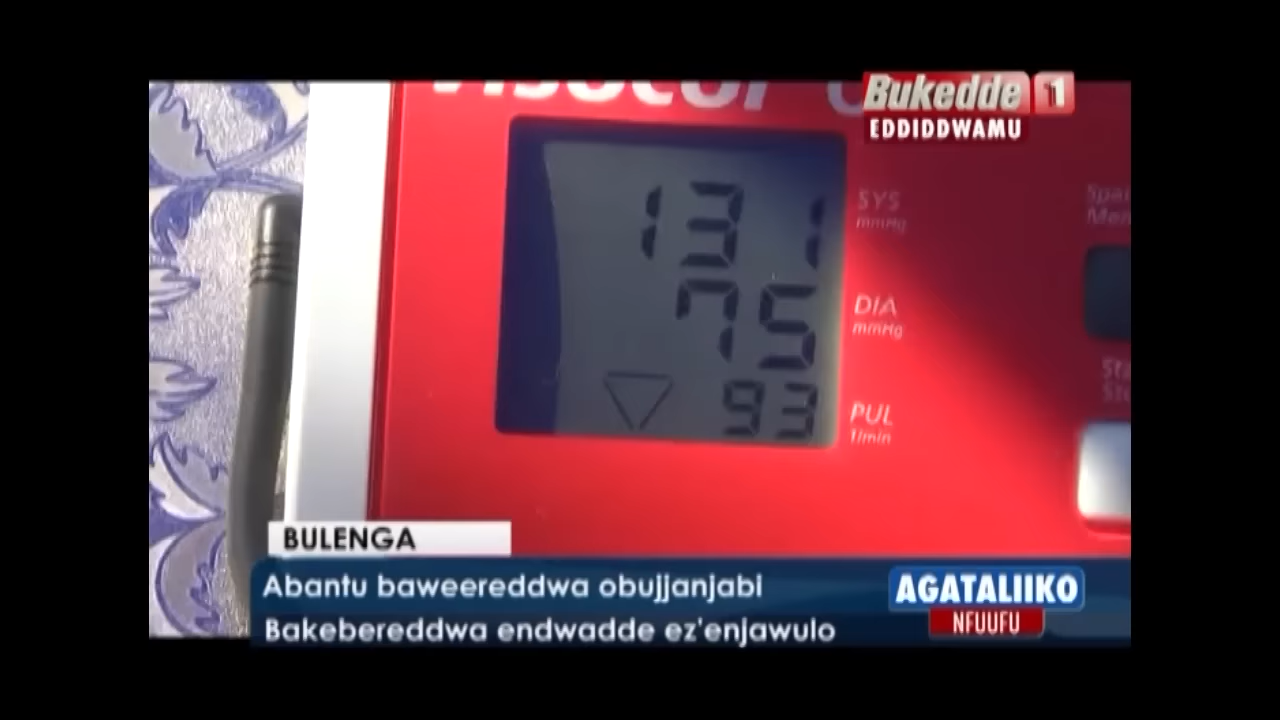 Visocor
Bukedde 1
EDDIDDWAMU
131
SYS
mmHg
75
DIA
mmHg
93
PUL
1/min
BULENGA
Abantu baweereddwa obujjanjabi
Bakebereddwa endwadde ez'enjawulo
AGATALIIKO
NFUUFU